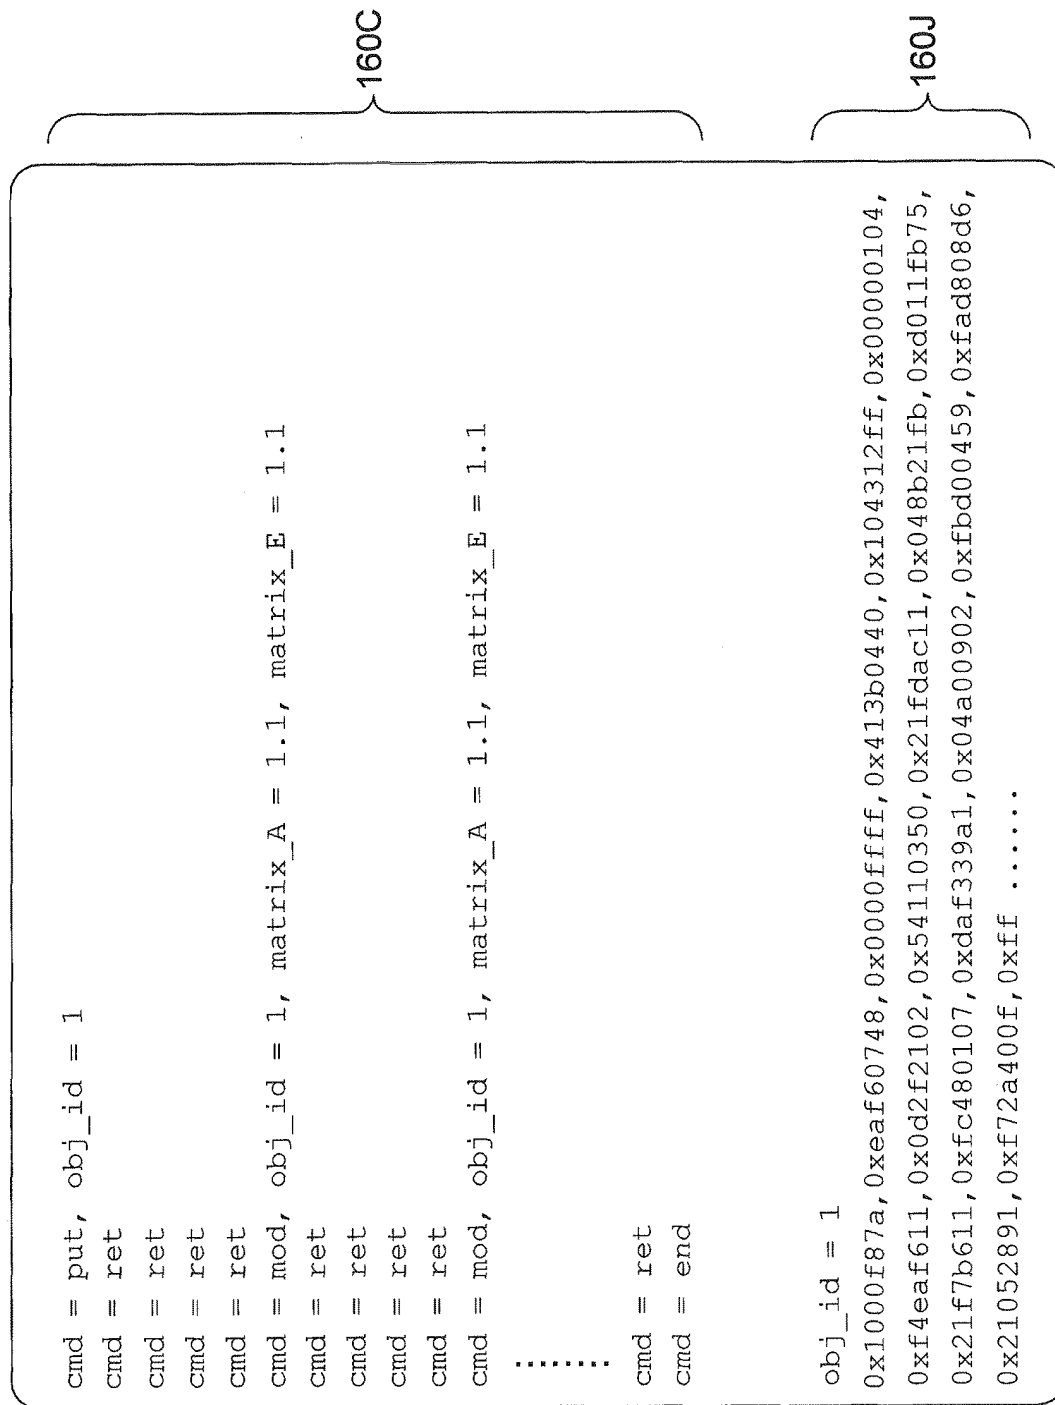 cmd = put, obj_id = 1
cmd = ret
cmd = ret
cmd = ret
cmd = ret
cmd = mod, obj_id = 1, matrix_A = 1.1, matrix_E = 1.1
cmd = ret
cmd = ret
cmd = ret
cmd = ret
cmd = mod, obj_id = 1, matrix_A = 1.1, matrix_E = 1.1
........
cmd = ret
cmd = end
160C
obj_id = 1
0x1000f87a,0xeaf60748,0x0000ffff,0x413b0440,0x104312ff,0x00000104,
0xf4eaf611,0x0d2f2102,0x54110350,0x21fdac11,0x048b21fb,0xd011fb75,
0x21f7b611,0xfc480107,0xdaf339a1,0x04a00902,0xfbd00459,0xfad808d6,
0x21052891,0xf72a400f,0xff ......
160J